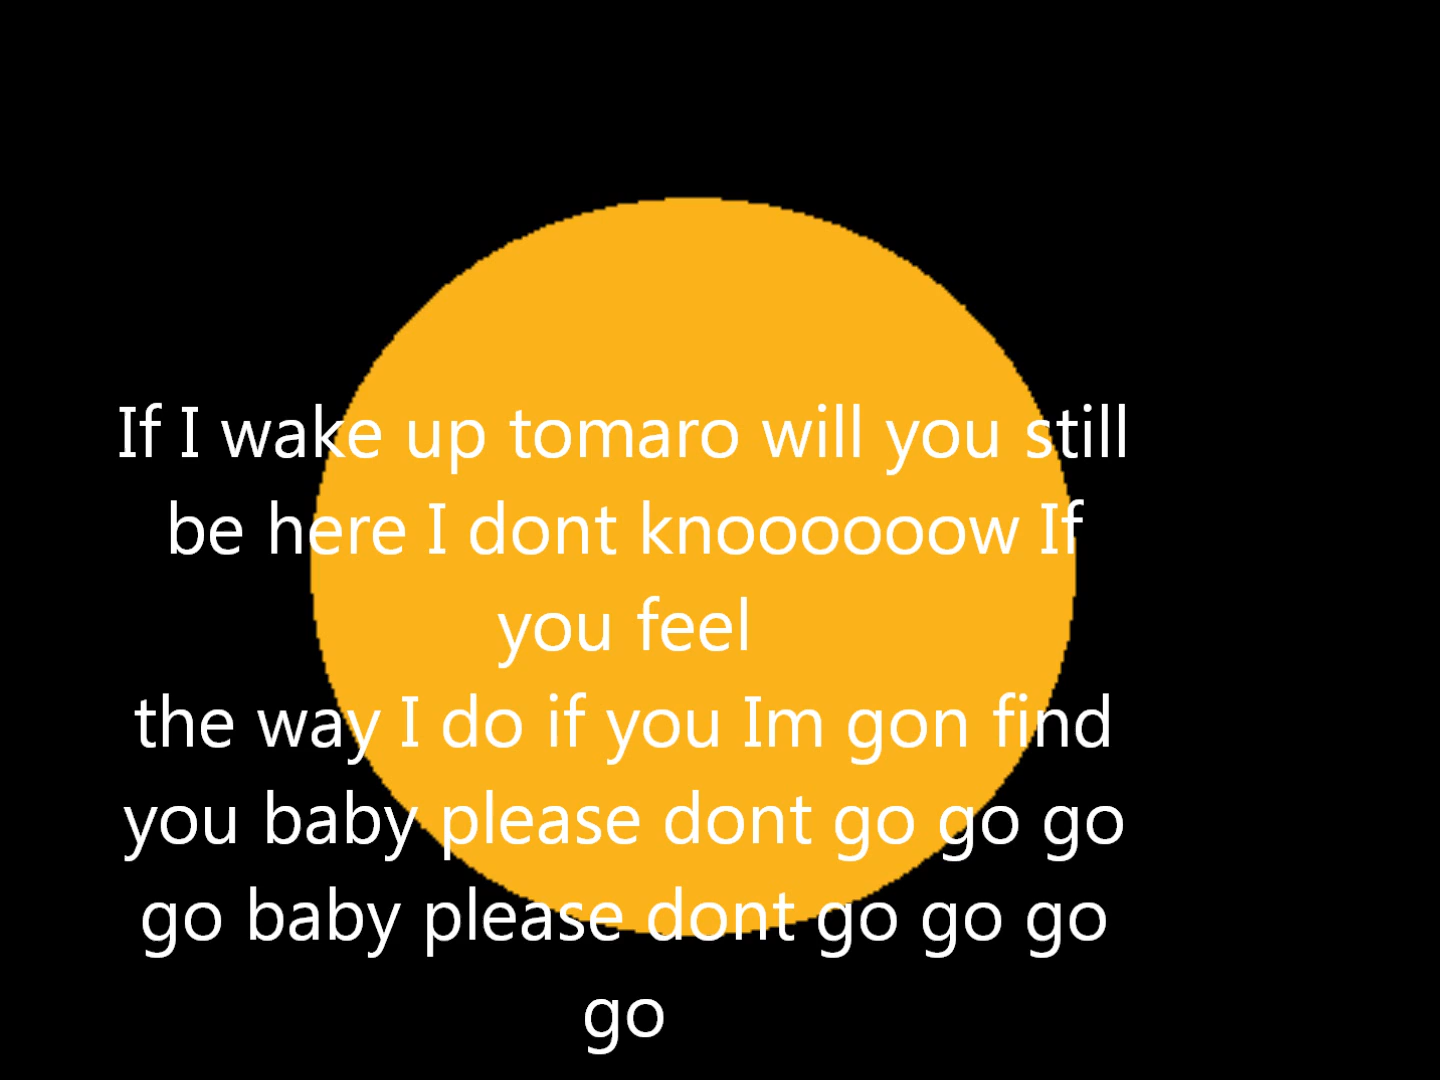 If I wake up tomaro will you still
be here I dont knooooooow If
you feel
the way I do if you Im gon find
you baby please dont go go go
go baby please dont go go go
go